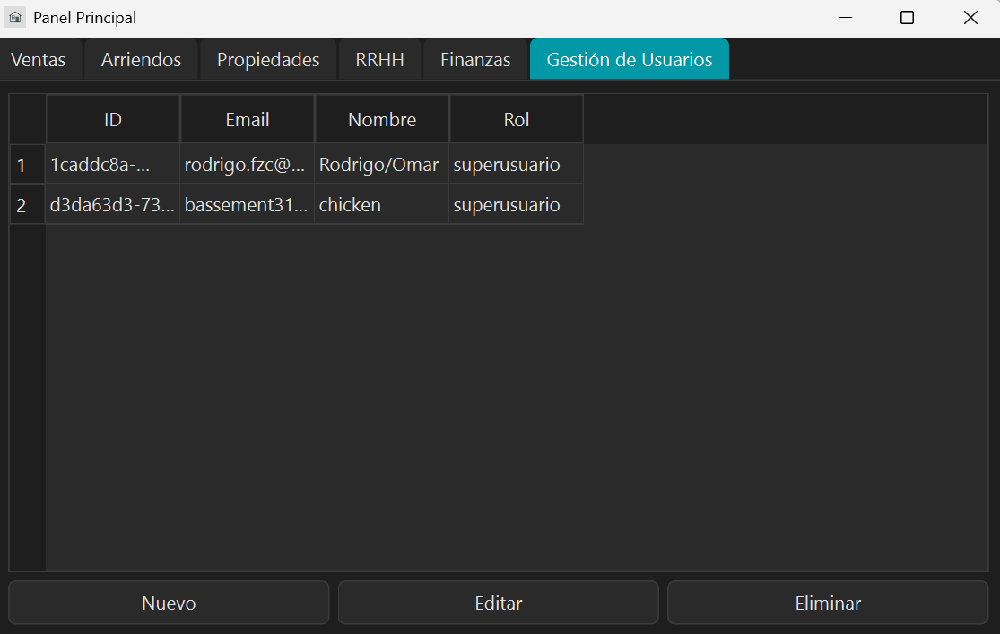 Panel Principal
Ventas Arriendos Propiedades RRHH Finanzas Gestión de Usuarios
ID Email Nombre Rol
1 1caddc8a-... rodrigo.fzc@... Rodrigo/Omar superusuario
2 d3da63d3-73... bassement31... chicken superusuario
Nuevo Editar Eliminar